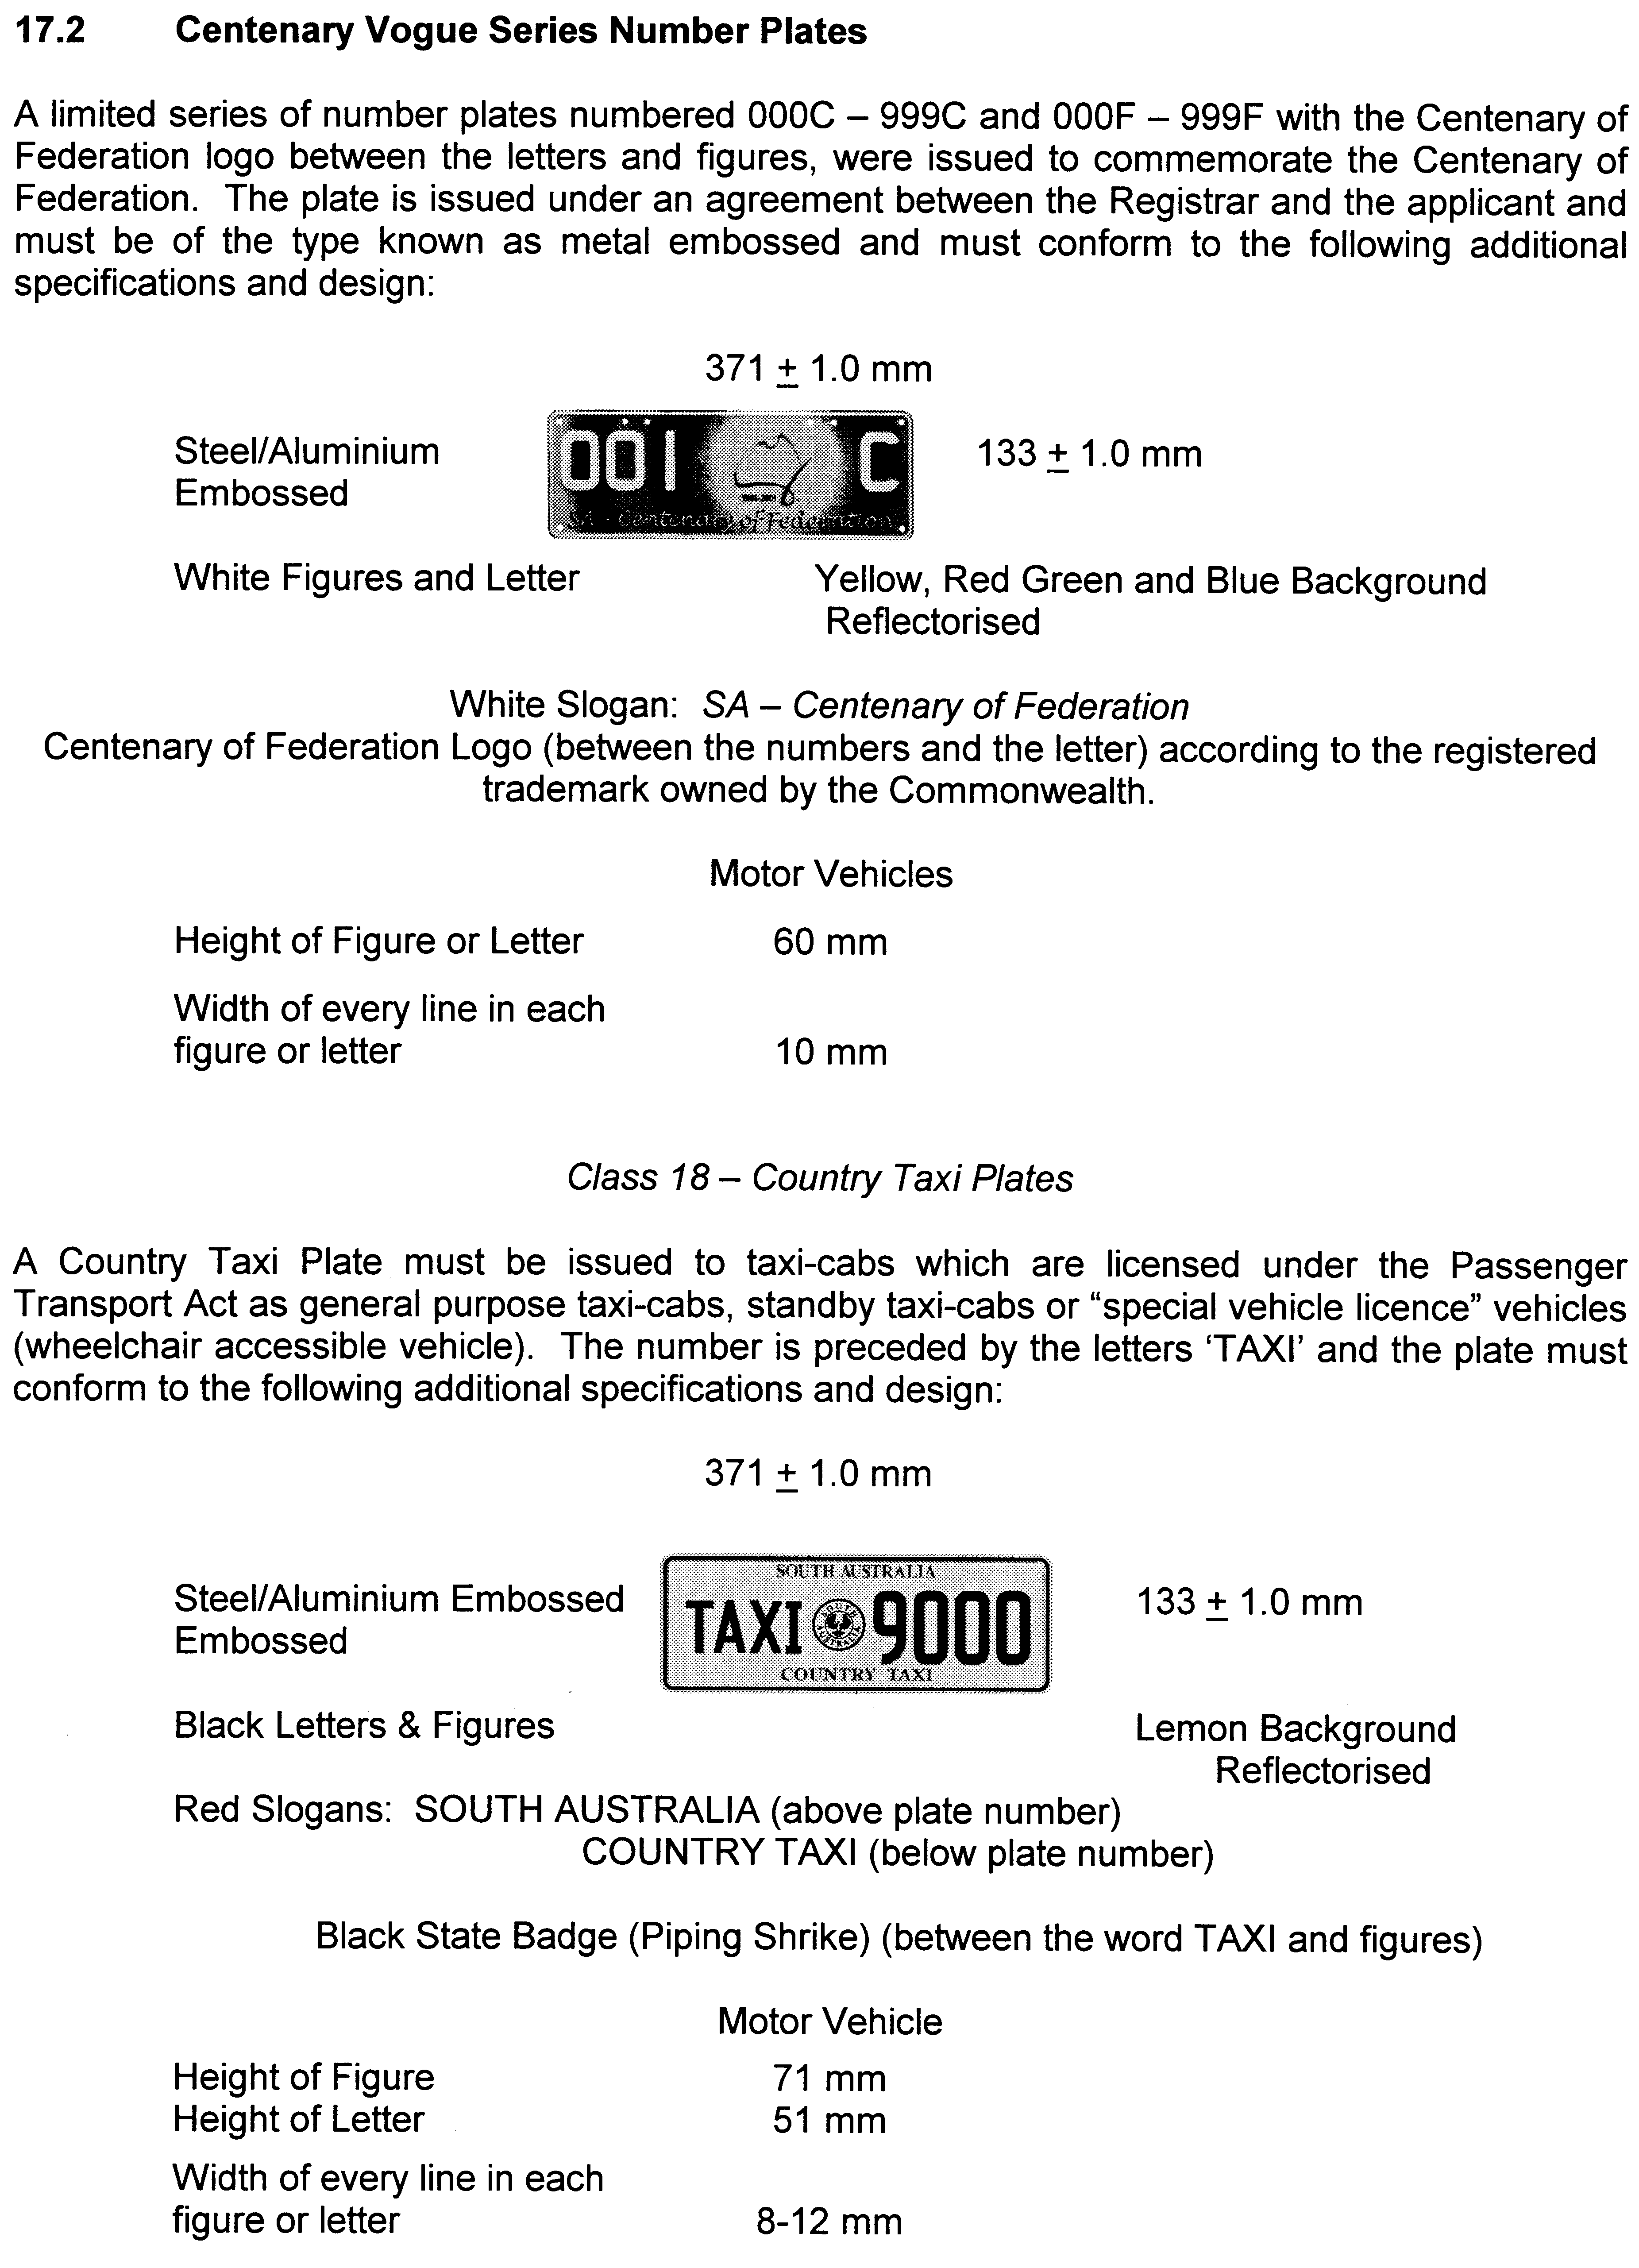 17.2 Centenary Vogue Series Number Plates
A limited series of number plates numbered 000C – 999C and 000F – 999F with the Centenary of
Federation logo between the letters and figures, were issued to commemorate the Centenary of
Federation. The plate is issued under an agreement between the Registrar and the applicant and
must be of the type known as metal embossed and must conform to the following additional
specifications and design:
371 ± 1.0 mm
Steel/Aluminium
Embossed
001 C
SA - Centenary of Federation
133 ± 1.0 mm
White Figures and Letter
Yellow, Red Green and Blue Background
Reflectorised
White Slogan: SA – Centenary of Federation
Centenary of Federation Logo (between the numbers and the letter) according to the registered
trademark owned by the Commonwealth.
Motor Vehicles
Height of Figure or Letter 60 mm
Width of every line in each
figure or letter 10 mm
Class 18 – Country Taxi Plates
A Country Taxi Plate must be issued to taxi-cabs which are licensed under the Passenger
Transport Act as general purpose taxi-cabs, standby taxi-cabs or “special vehicle licence” vehicles
(wheelchair accessible vehicle). The number is preceded by the letters ‘TAXI’ and the plate must
conform to the following additional specifications and design:
371 ± 1.0 mm
Steel/Aluminium Embossed
Embossed
SOUTH AUSTRALIA
TAXI SOUTH AUSTRALIA 9000
COUNTRY TAXI
133 ± 1.0 mm
Black Letters & Figures
Lemon Background
Reflectorised
Red Slogans: SOUTH AUSTRALIA (above plate number)
COUNTRY TAXI (below plate number)
Black State Badge (Piping Shrike) (between the word TAXI and figures)
Motor Vehicle
Height of Figure 71 mm
Height of Letter 51 mm
Width of every line in each
figure or letter 8-12 mm